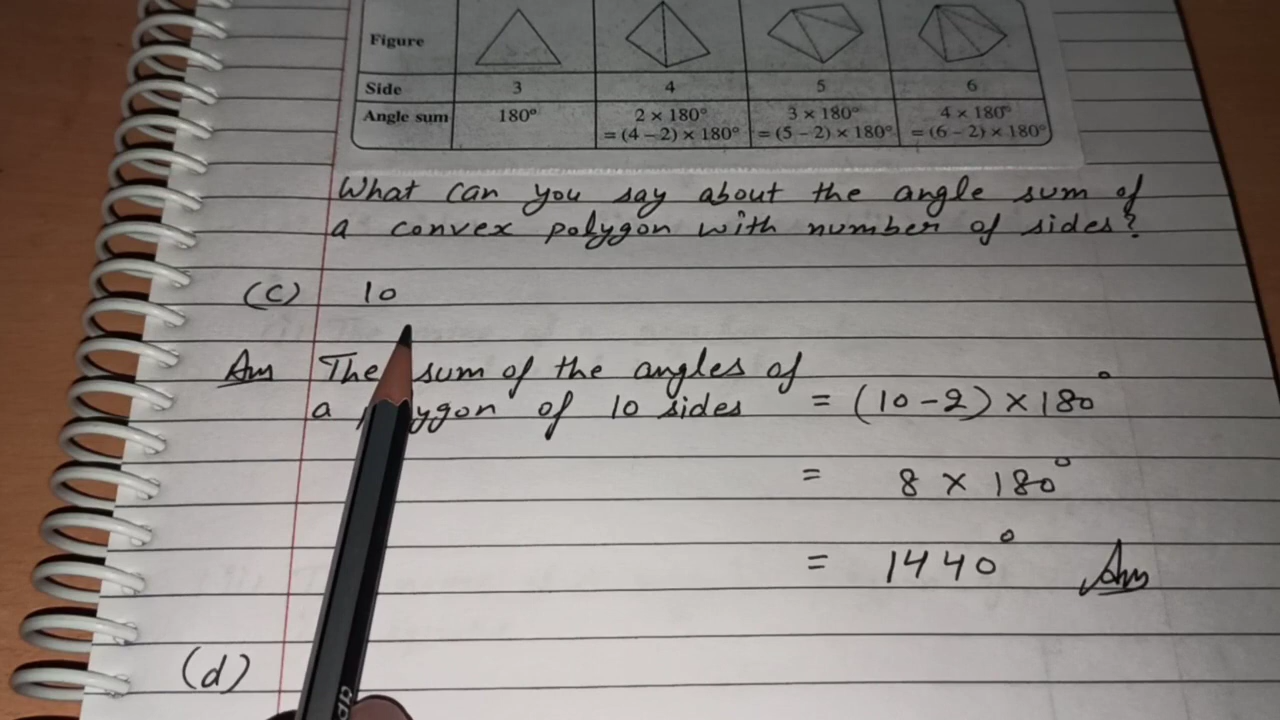 Figure
Side 3 4 5 6
Angle sum 180° 2 × 180° 3 × 180° 4 × 180°
= (4 – 2) × 180° = (5 – 2) × 180° = (6 – 2) × 180°
What can you say about the angle sum of
a convex polygon with number of sides?
(c) 10
Ans The sum of the angles of
a polygon of 10 sides = (10-2) × 180°
= 8 × 180°
= 1440° Ans
(d)